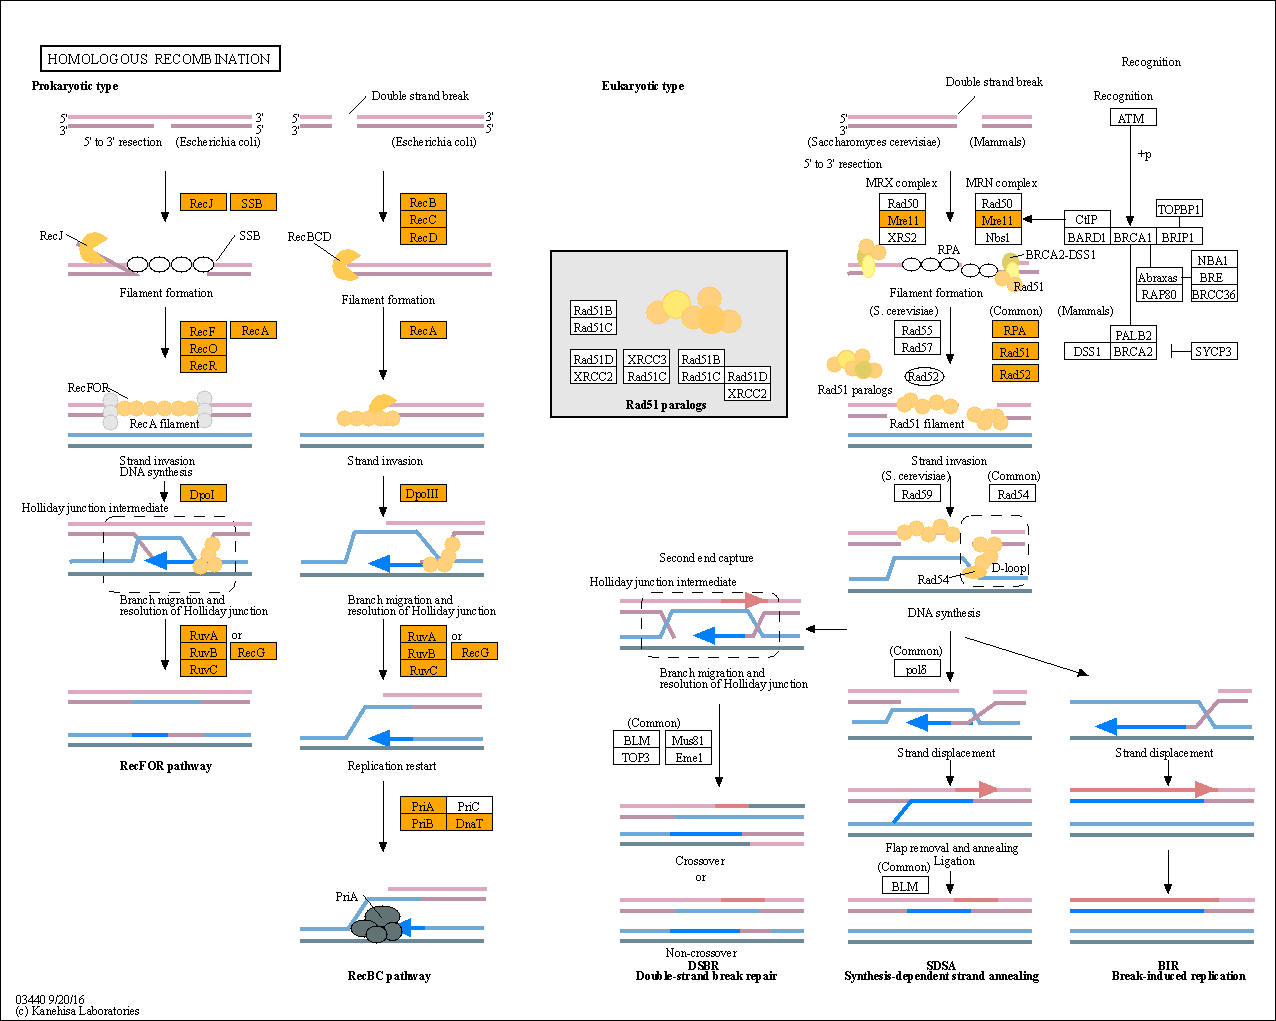 HOMOLOGOUS RECOMBINATION
Prokaryotic type
Double strand break
5'
3'
3'
5'
5' to 3' resection
(Escherichia coli)
3'
3'
5'
(Escherichia coli)
RecJ
SSB
RecJ
SSB
Filament formation
RecF
RecA
RecO
RecR
RecFOR
RecA filament
Strand invasion
DNA synthesis
DpoI
Holliday junction intermediate
Branch migration and
resolution of Holliday junction
RuvA
or
RuvB
RecG
RuvC
RecFOR pathway
RecB
RecC
RecD
RecBCD
Filament formation
RecA
Strand invasion
DpoIII
Branch migration and
resolution of Holliday junction
RuvA
or
RuvB
RecG
RuvC
Replication restart
PriA
PriC
PriB
DnaT
PriA
RecBC pathway
Eukaryotic type
Rad51B
Rad51C
Rad51D
XRCC2
XRCC3
Rad51C
Rad51B
Rad51C
Rad51D
XRCC2
Rad51 paralogs
Double strand break
5'
3'
(Saccharomyces cerevisiae)
(Mammals)
5' to 3' resection
MRX complex
MRN complex
Rad50
Mre11
XRS2
Rad50
Mre11
Nbs1
RPA
BRCA2-DSS1
Rad51
Filament formation
(S. cerevisiae)
(Common)
Rad55
Rad57
Rad52
RPA
Rad51
Rad52
Rad51 paralogs
Rad51 filament
Strand invasion
(S. cerevisiae)
(Common)
Rad59
Rad54
D-loop
Rad54
DNA synthesis
Recognition
Recognition
ATM
+p
CtIP
TOPBP1
BARD1
BRCA1
BRIP1
NBA1
Abraxas
BRE
RAP80
BRCC36
(Mammals)
PALB2
DSS1
BRCA2
SYCP3
Second end capture
Holliday junction intermediate
Branch migration and
resolution of Holliday junction
(Common)
BLM
Mus81
TOP3
Eme1
Crossover
or
Non-crossover
DSBR
Double-strand break repair
(Common)
polδ
Strand displacement
Flap removal and annealing
Ligation
(Common)
BLM
SDSA
Synthesis-dependent strand annealing
Strand displacement
BIR
Break-induced replication
03440 9/20/16
(c) Kanehisa Laboratories